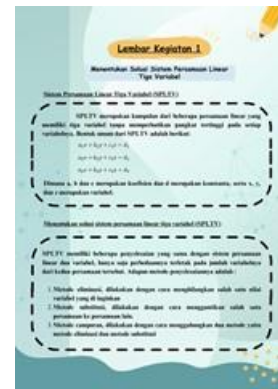 Lembar Kegiatan 1
Menentukan Solusi Sistem Persamaan Linear
Tiga Variabel
Sistem Persamaan Linear Tiga Variabel (SPLTV)
SPLTV merupakan kumpulan dari beberapa persamaan linear yang
memiliki tiga variabel tanpa memperhatikan pangkat tertinggi pada setiap
variabelnya. Bentuk umum dari SPLTV adalah berikut:
Dimana a, b dan c merupakan koefisien dan d merupakan konstanta, serta x, y,
dan z merupakan variabel.
Menentukan solusi sistem persamaan linear tiga variabel (SPLTV)
SPLTV memiliki beberapa penyelesaian yang sama dengan sistem persamaan
linear dua variabel, hanya saja perbedaannya terletak pada jumlah variabelnya
dari kedua persamaan tersebut. Adapun metode penyelesaiannya adalah :
1. Metode eliminasi, dilakukan dengan cara menghilangkan salah satu nilai
variabel yang di inginkan
2. Metode substitusi, dilakukan dengan cara menggantikan salah satu
persamaan ke persamaan lain.
3. Metode campuran, dilakukan dengan cara menggabungkan dua metode yaitu
metode eliminasi dan metode substitusi